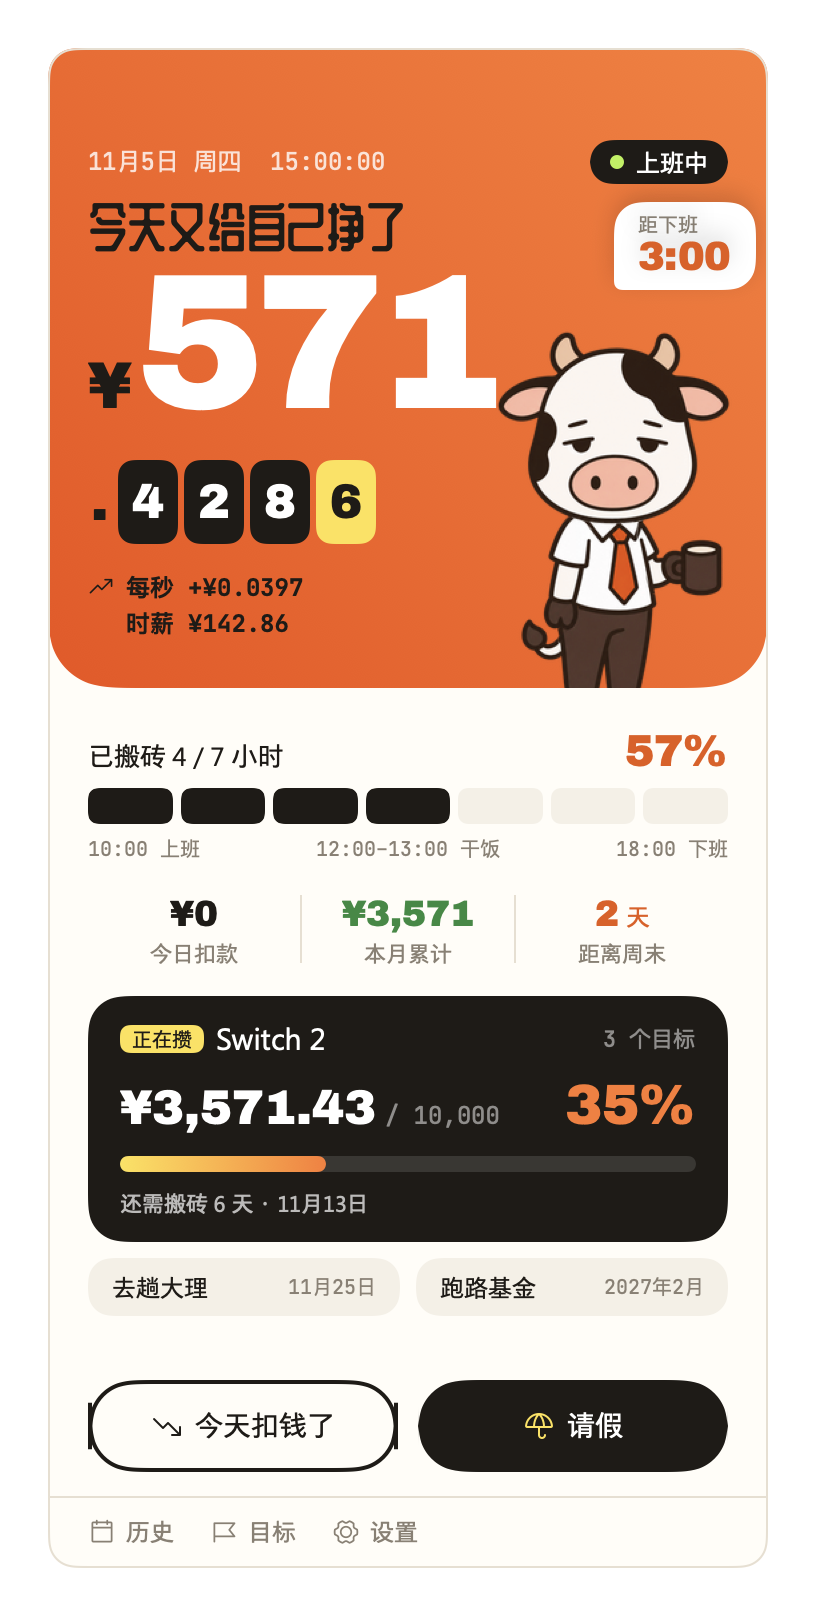 11月5日 周四 15:00:00
上班中
今天又给自己挣了
距下班
3:00
¥571
.4286
每秒 +¥0.0397
时薪 ¥142.86
已搬砖 4 / 7 小时
57%
10:00 上班
12:00–13:00 干饭
18:00 下班
¥0
今日扣款
¥3,571
本月累计
2 天
距离周末
正在攒 Switch 2
3 个目标
¥3,571.43 / 10,000
35%
还需搬砖 6 天 · 11月13日
去趟大理 11月25日
跑路基金 2027年2月
今天扣钱了
请假
历史
目标
设置